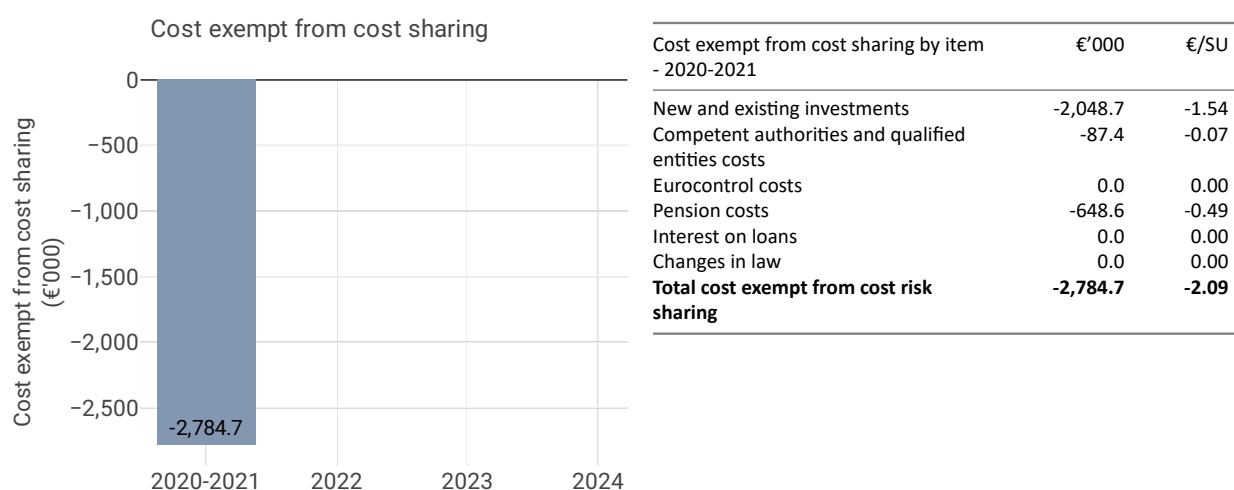 Cost exempt from cost sharing
Cost exempt from cost sharing
(€'000)
0
−500
−1,000
−1,500
−2,000
−2,500
-2,784.7
2020-2021 2022 2023 2024
Cost exempt from cost sharing by item €’000 €/SU
- 2020-2021
New and existing investments -2,048.7 -1.54
Competent authorities and qualified -87.4 -0.07
entities costs
Eurocontrol costs 0.0 0.00
Pension costs -648.6 -0.49
Interest on loans 0.0 0.00
Changes in law 0.0 0.00
Total cost exempt from cost risk -2,784.7 -2.09
sharing